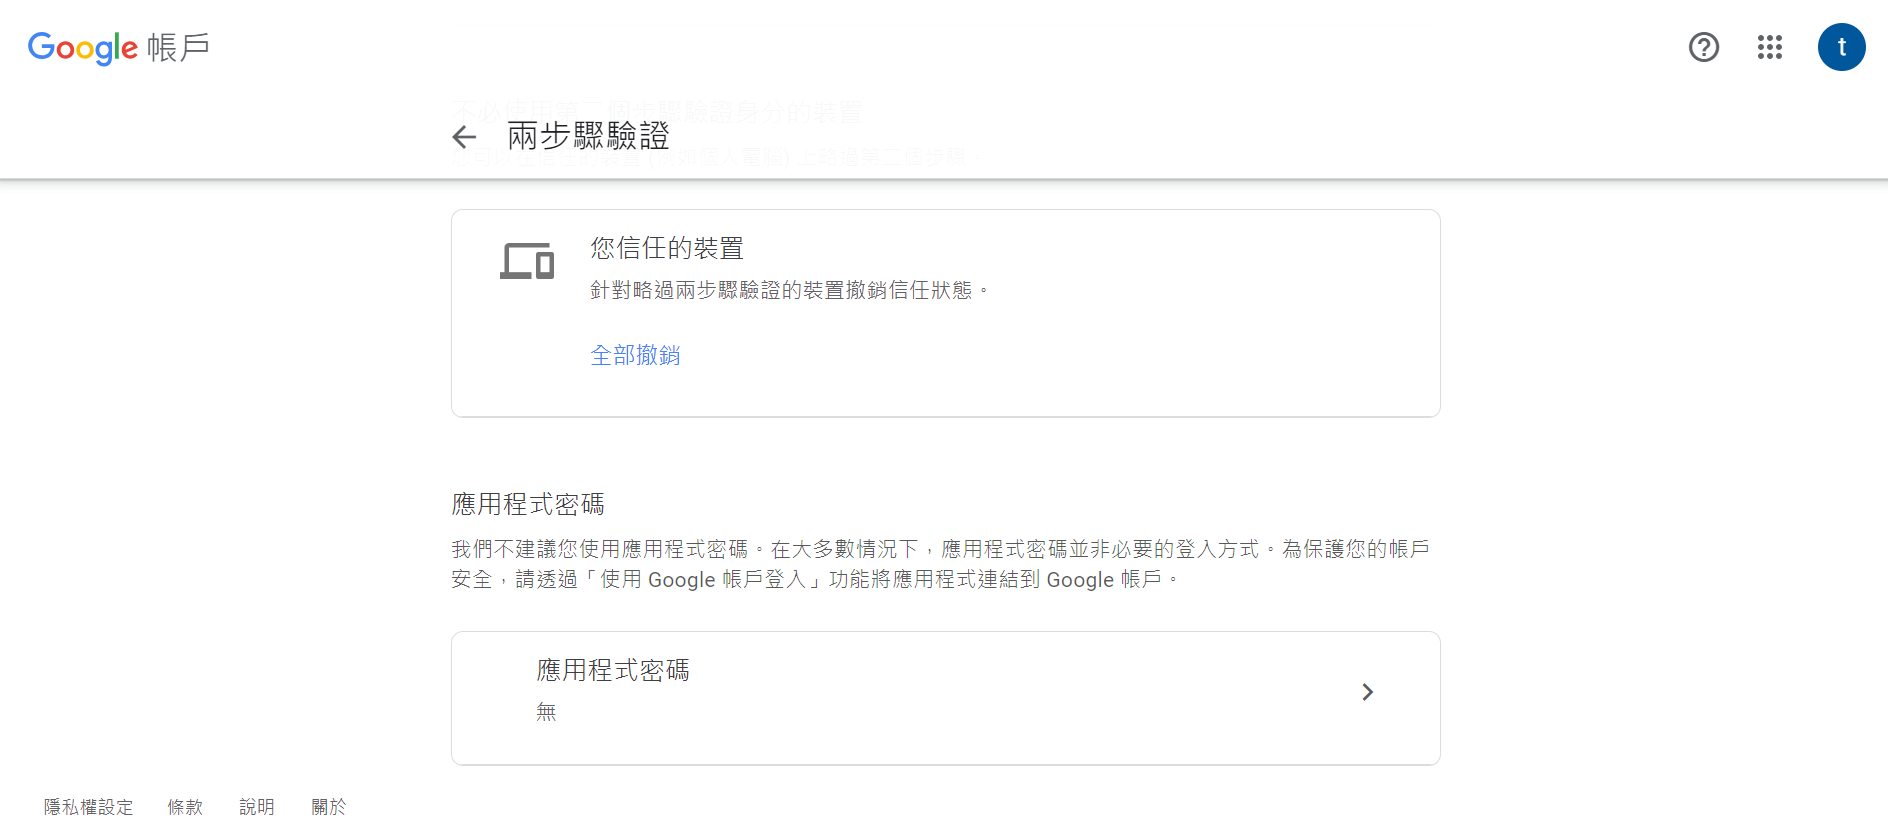 Google 帳戶
t
不必使用第二個步驟驗證身分的裝置
兩步驟驗證
您可以在信任的裝置 (例如個人電腦) 上略過第二個步驟。
您信任的裝置
針對略過兩步驟驗證的裝置撤銷信任狀態。
全部撤銷
應用程式密碼
我們不建議您使用應用程式密碼。在大多數情況下，應用程式密碼並非必要的登入方式。為保護您的帳戶
安全，請透過「使用 Google 帳戶登入」功能將應用程式連結到 Google 帳戶。
應用程式密碼
無
隱私權設定 條款 說明 關於